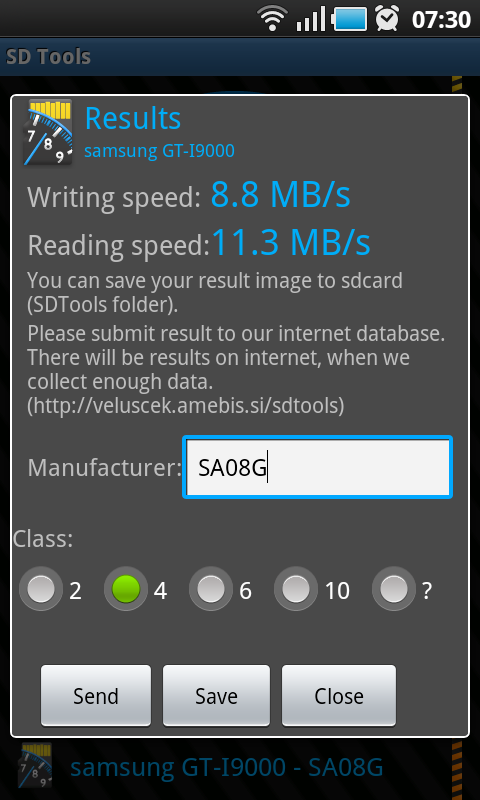 07:30
SD Tools
7 8 9
Results
samsung GT-I9000
Writing speed: 8.8 MB/s
Reading speed:11.3 MB/s
You can save your result image to sdcard
(SDTools folder).
Please submit result to our internet database.
There will be results on internet, when we
collect enough data.
(http://veluscek.amebis.si/sdtools)
Manufacturer: SA08G
Class:
2 4 6 10 ?
Send Save Close
7 8 9
samsung GT-I9000 - SA08G